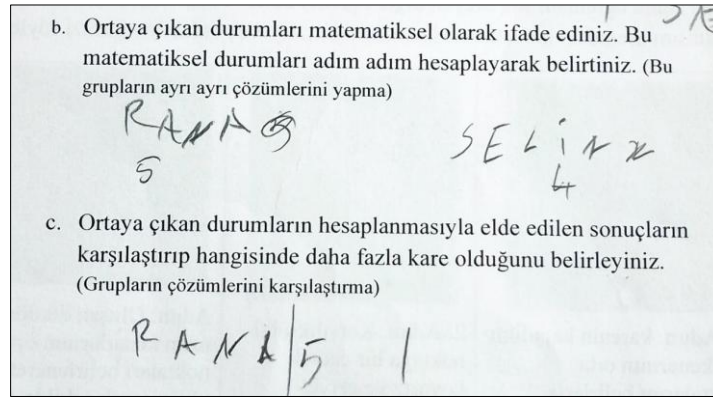 b. Ortaya çıkan durumları matematiksel olarak ifade ediniz. Bu
matematiksel durumları adım adım hesaplayarak belirtiniz. (Bu
grupların ayrı ayrı çözümlerini yapma)
RANA SELİN
5 4
c. Ortaya çıkan durumların hesaplanmasıyla elde edilen sonuçların
karşılaştırıp hangisinde daha fazla kare olduğunu belirleyiniz.
(Grupların çözümlerini karşılaştırma)
RANA 5